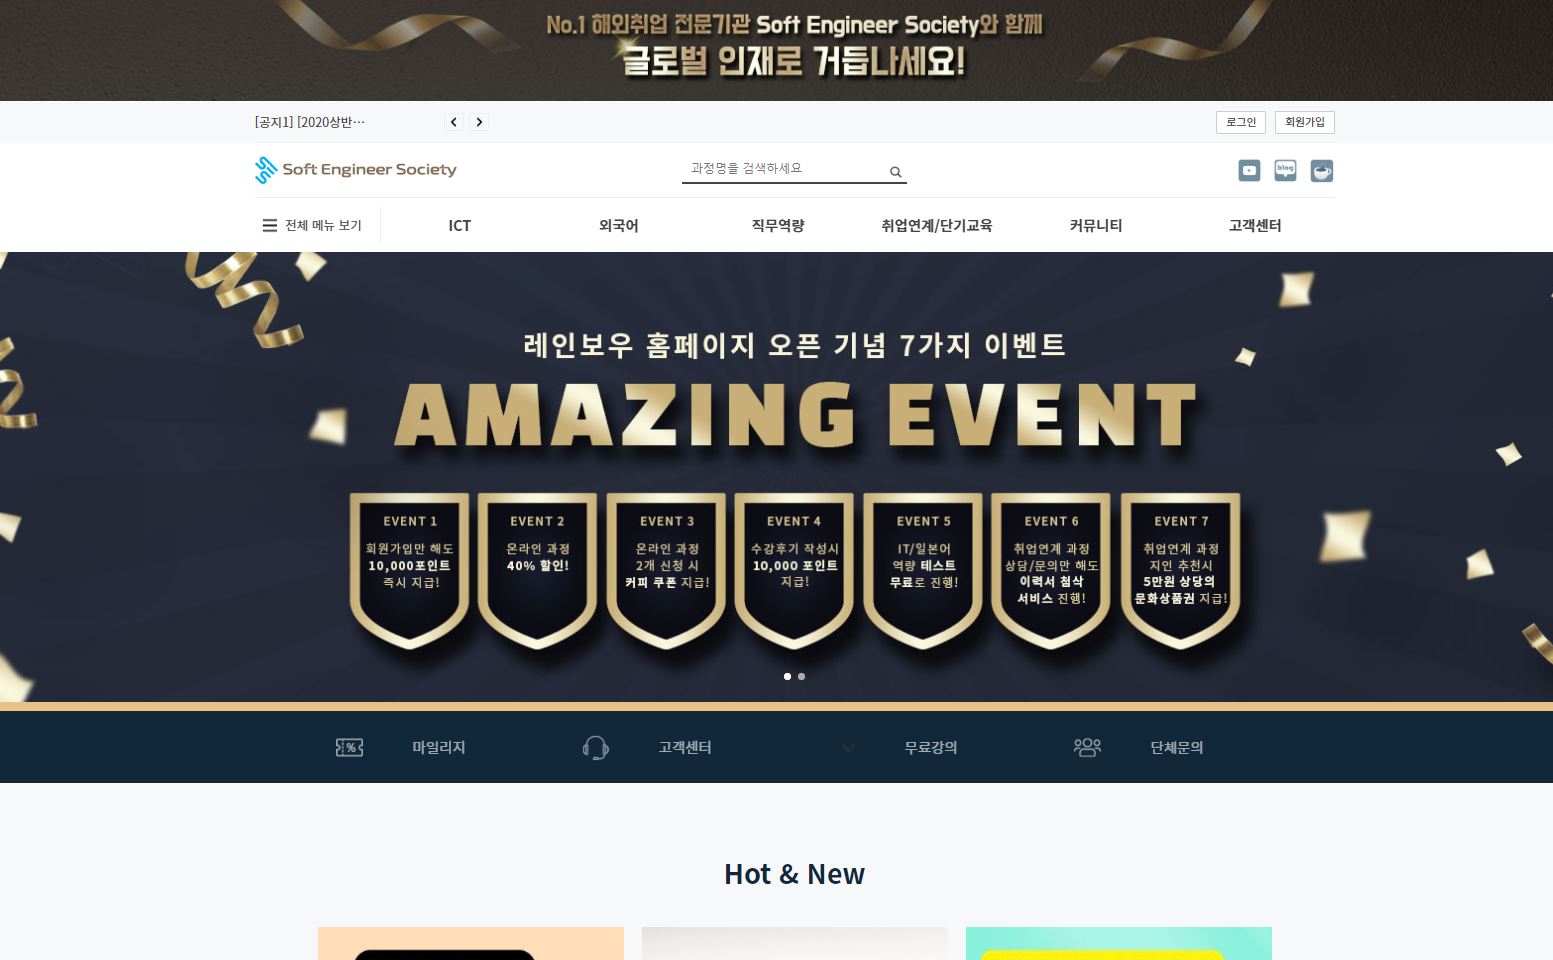 No.1 해외취업 전문기관 Soft Engineer Society와 함께
글로벌 인재로 거듭나세요!
[공지1] [2020상반…
로그인
회원가입
Soft Engineer Society
과정명을 검색하세요
blog
전체 메뉴 보기
ICT
외국어
직무역량
취업연계/단기교육
커뮤니티
고객센터
레인보우 홈페이지 오픈 기념 7가지 이벤트
AMAZING EVENT
EVENT 1
회원가입만 해도
10,000포인트
즉시 지급!
EVENT 2
온라인 과정
40% 할인!
EVENT 3
온라인 과정
2개 신청 시
커피 쿠폰 지급!
EVENT 4
수강후기 작성시
10,000 포인트
지급!
EVENT 5
IT/일본어
역량 테스트
무료로 진행!
EVENT 6
취업연계 과정
상담/문의만 해도
이력서 첨삭
서비스 진행!
EVENT 7
취업연계 과정
지인 추천시
5만원 상당의
문화상품권 지급!
마일리지
고객센터
무료강의
단체문의
Hot & New